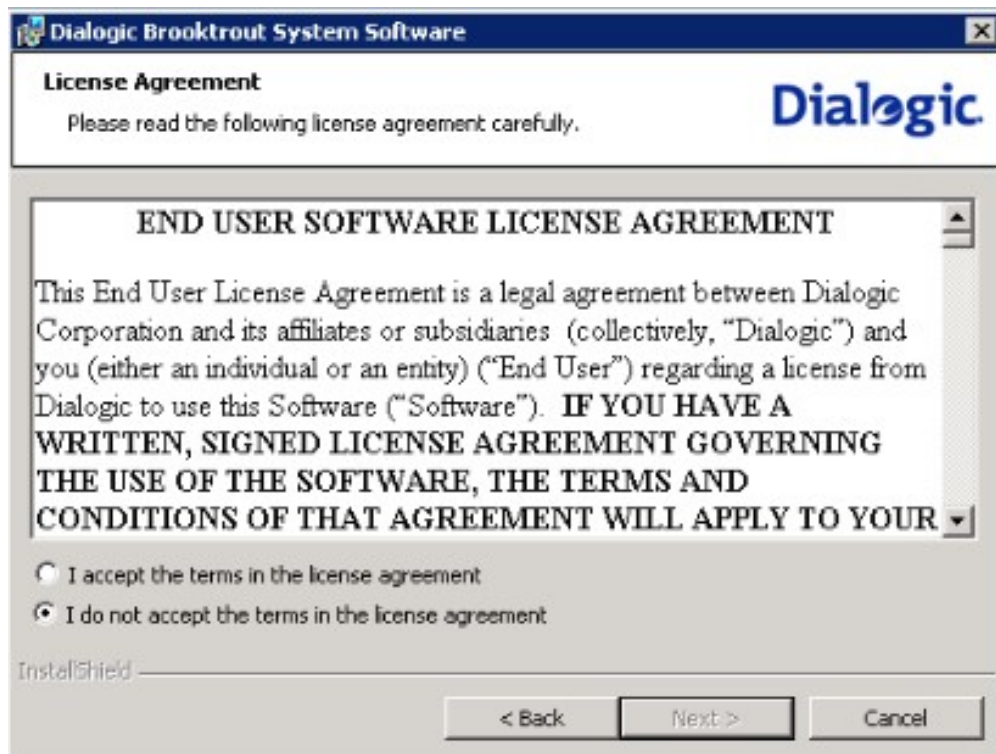 Dialogic Brooktrout System Software
License Agreement
Please read the following license agreement carefully.
Dialogic.
END USER SOFTWARE LICENSE AGREEMENT
This End User License Agreement is a legal agreement between Dialogic
Corporation and its affiliates or subsidiaries (collectively, “Dialogic”) and
you (either an individual or an entity) (“End User”) regarding a license from
Dialogic to use this Software (“Software”). IF YOU HAVE A
WRITTEN, SIGNED LICENSE AGREEMENT GOVERNING
THE USE OF THE SOFTWARE, THE TERMS AND
CONDITIONS OF THAT AGREEMENT WILL APPLY TO YOUR
I accept the terms in the license agreement
I do not accept the terms in the license agreement
InstallShield
< Back
Next >
Cancel